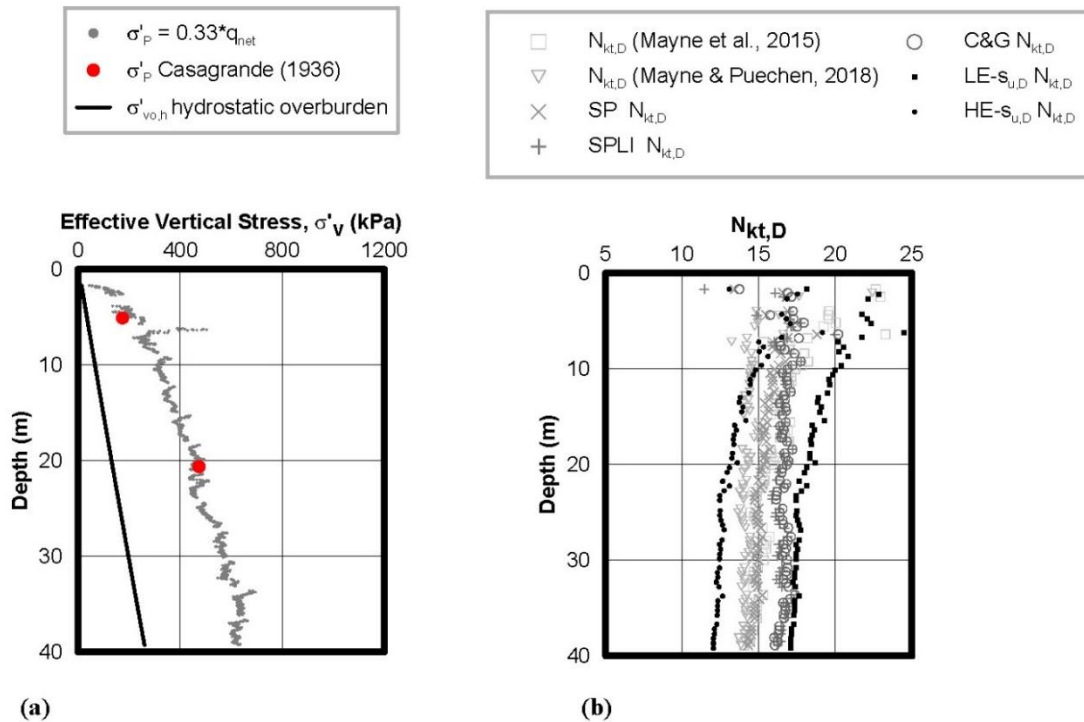 σ'P = 0.33*qnet
σ'P Casagrande (1936)
σ'vo,h hydrostatic overburden
Nkt,D (Mayne et al., 2015)
Nkt,D (Mayne & Puechen, 2018)
SP Nkt,D
SPLI Nkt,D
C&G Nkt,D
LE-su,D Nkt,D
HE-su,D Nkt,D
Effective Vertical Stress, σ'v (kPa)
0 400 800 1200
0
10
20
30
40
Depth (m)
(a)
Nkt,D
5 10 15 20 25
0
10
20
30
40
Depth (m)
(b)